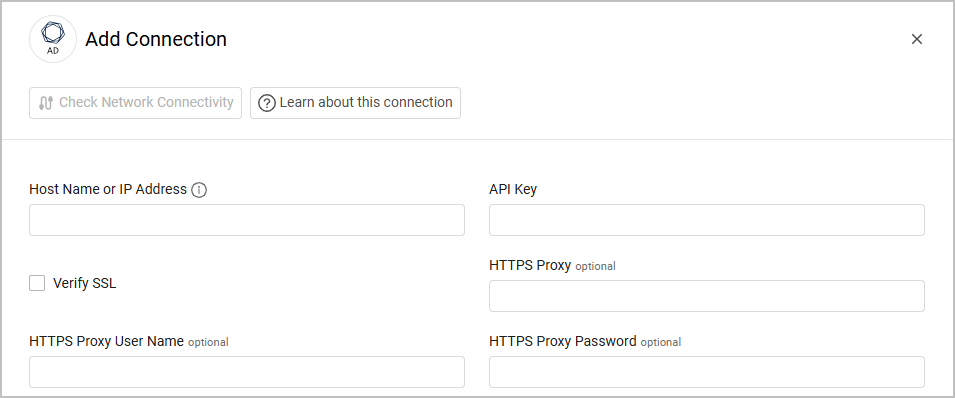 AD
Add Connection
Check Network Connectivity
Learn about this connection
Host Name or IP Address
API Key
Verify SSL
HTTPS Proxy optional
HTTPS Proxy User Name optional
HTTPS Proxy Password optional